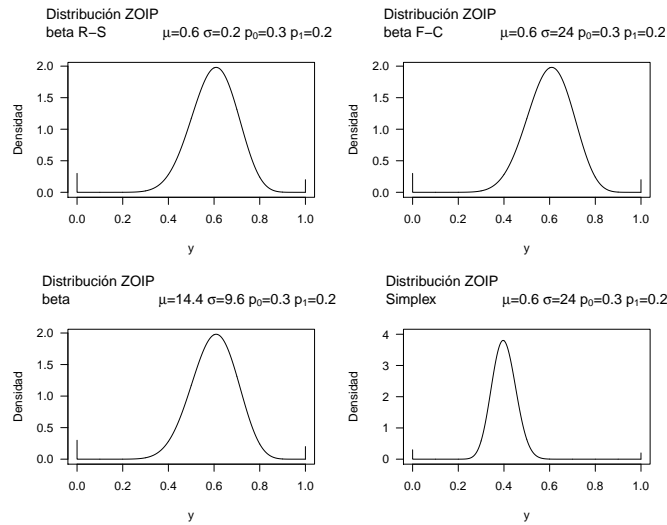 Distribución ZOIP
beta R−S μ=0.6 σ=0.2 p₀=0.3 p₁=0.2
Densidad
2.0
1.5
1.0
0.5
0.0
0.0 0.2 0.4 0.6 0.8 1.0
y
Distribución ZOIP
beta F−C μ=0.6 σ=24 p₀=0.3 p₁=0.2
Densidad
2.0
1.5
1.0
0.5
0.0
0.0 0.2 0.4 0.6 0.8 1.0
y
Distribución ZOIP
beta μ=14.4 σ=9.6 p₀=0.3 p₁=0.2
Densidad
2.0
1.5
1.0
0.5
0.0
0.0 0.2 0.4 0.6 0.8 1.0
y
Distribución ZOIP
Simplex μ=0.6 σ=24 p₀=0.3 p₁=0.2
Densidad
4
3
2
1
0
0.0 0.2 0.4 0.6 0.8 1.0
y